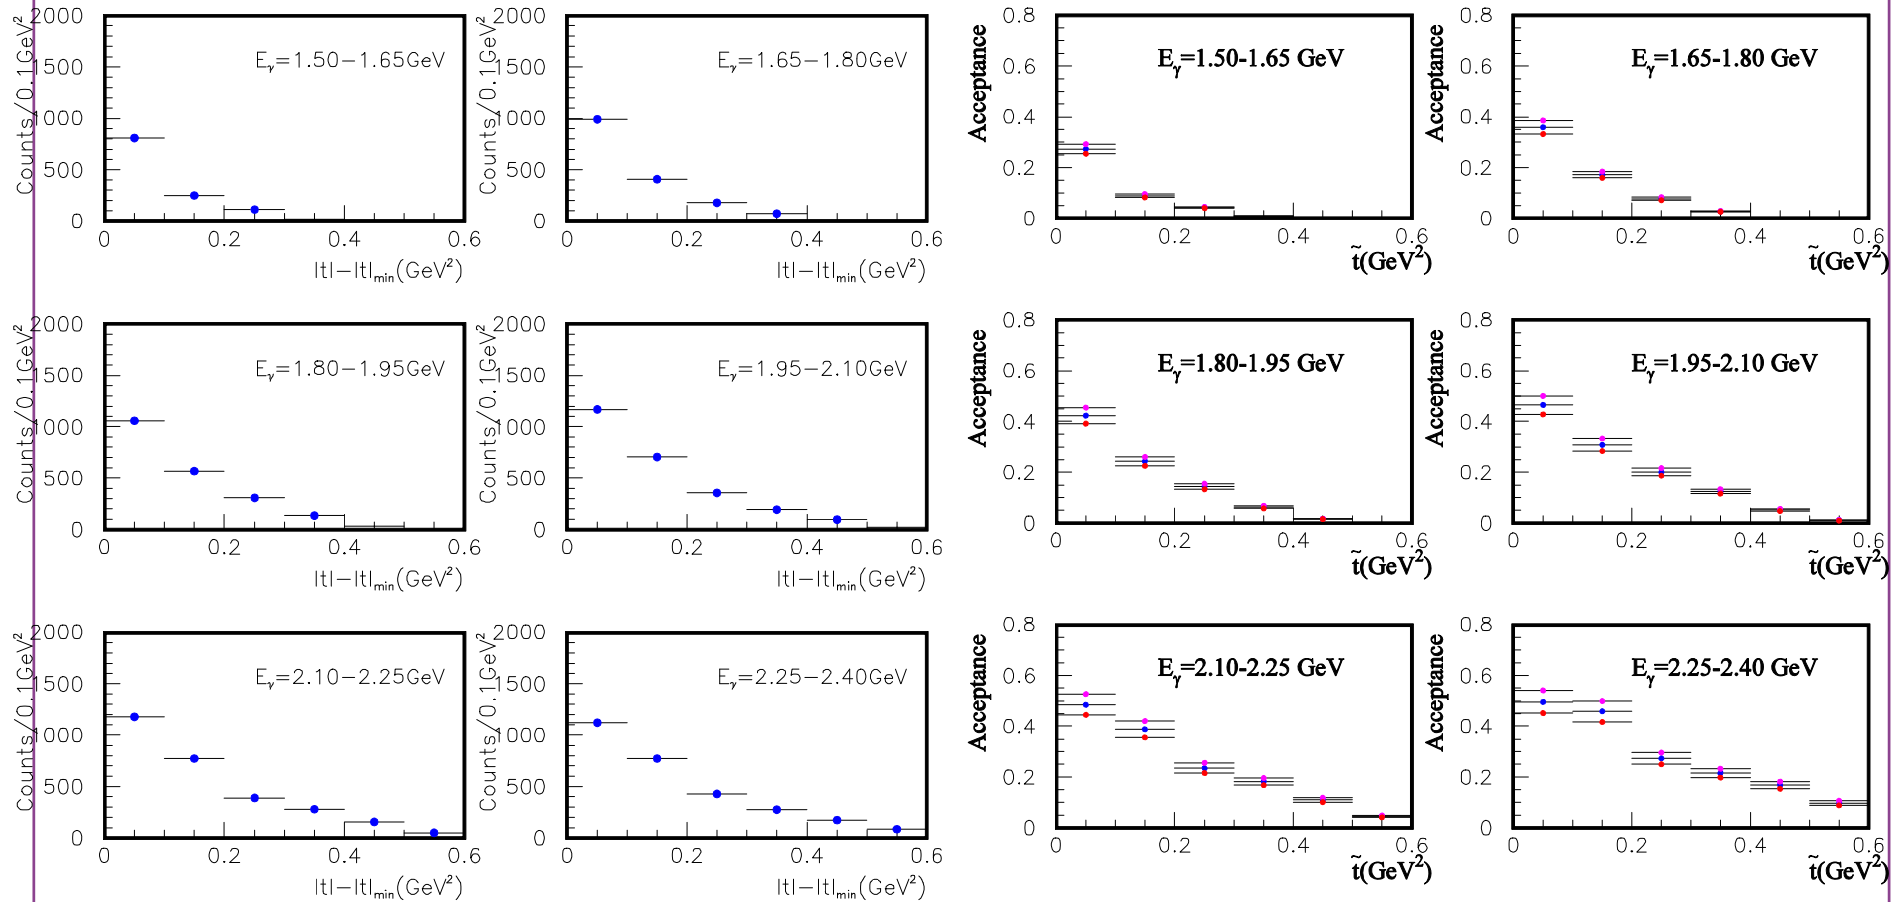 Counts/0.1GeV²
2000
1500
1000
500
0
E_γ=1.50−1.65GeV
0 0.2 0.4 0.6
|t|−|t|_min(GeV²)
Counts/0.1GeV²
2000
1500
1000
500
0
E_γ=1.65−1.80GeV
0 0.2 0.4 0.6
|t|−|t|_min(GeV²)
Acceptance
0.8
0.6
0.4
0.2
0
E_γ=1.50-1.65 GeV
0 0.2 0.4 0.6
t̃(GeV²)
Acceptance
0.8
0.6
0.4
0.2
0
E_γ=1.65-1.80 GeV
0 0.2 0.4 0.6
t̃(GeV²)
Counts/0.1GeV²
2000
1500
1000
500
0
E_γ=1.80−1.95GeV
0 0.2 0.4 0.6
|t|−|t|_min(GeV²)
Counts/0.1GeV²
2000
1500
1000
500
0
E_γ=1.95−2.10GeV
0 0.2 0.4 0.6
|t|−|t|_min(GeV²)
Acceptance
0.8
0.6
0.4
0.2
0
E_γ=1.80-1.95 GeV
0 0.2 0.4 0.6
t̃(GeV²)
Acceptance
0.8
0.6
0.4
0.2
0
E_γ=1.95-2.10 GeV
0 0.2 0.4 0.6
t̃(GeV²)
Counts/0.1GeV²
2000
1500
1000
500
0
E_γ=2.10−2.25GeV
0 0.2 0.4 0.6
|t|−|t|_min(GeV²)
Counts/0.1GeV²
2000
1500
1000
500
0
E_γ=2.25−2.40GeV
0 0.2 0.4 0.6
|t|−|t|_min(GeV²)
Acceptance
0.8
0.6
0.4
0.2
0
E_γ=2.10-2.25 GeV
0 0.2 0.4 0.6
t̃(GeV²)
Acceptance
0.8
0.6
0.4
0.2
0
E_γ=2.25-2.40 GeV
0 0.2 0.4 0.6
t̃(GeV²)